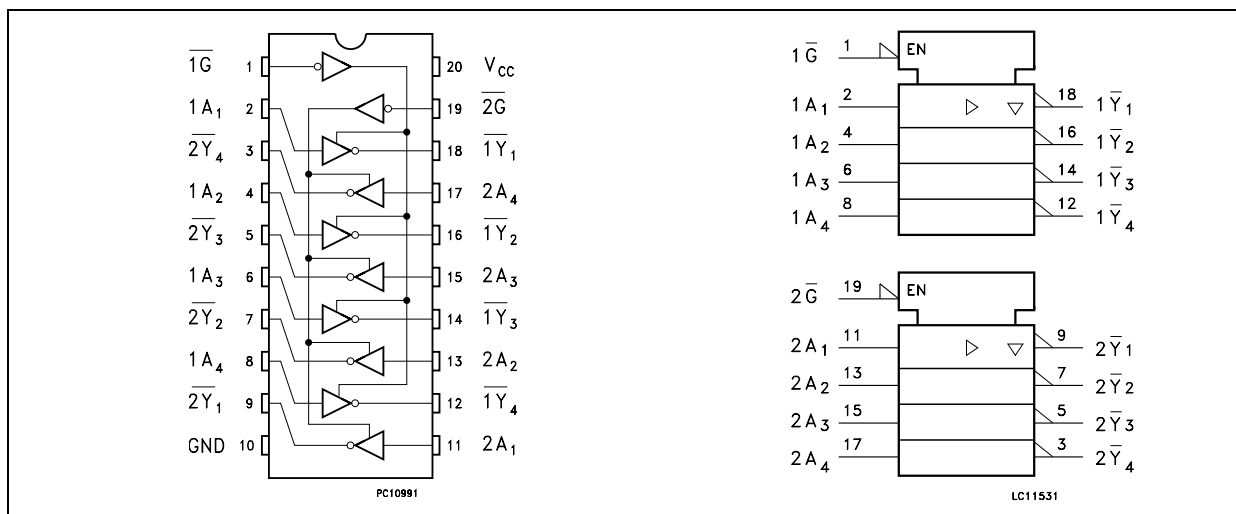 1G 1 20 VCC
1A1 2 19 2G
2Y4 3 18 1Y1
1A2 4 17 2A4
2Y3 5 16 1Y2
1A3 6 15 2A3
2Y2 7 14 1Y3
1A4 8 13 2A2
2Y1 9 12 1Y4
GND 10 11 2A1
PC10991
1G 1 EN
1A1 2 18 1Y1
1A2 4 16 1Y2
1A3 6 14 1Y3
1A4 8 12 1Y4
2G 19 EN
2A1 11 9 2Y1
2A2 13 7 2Y2
2A3 15 5 2Y3
2A4 17 3 2Y4
LC11531